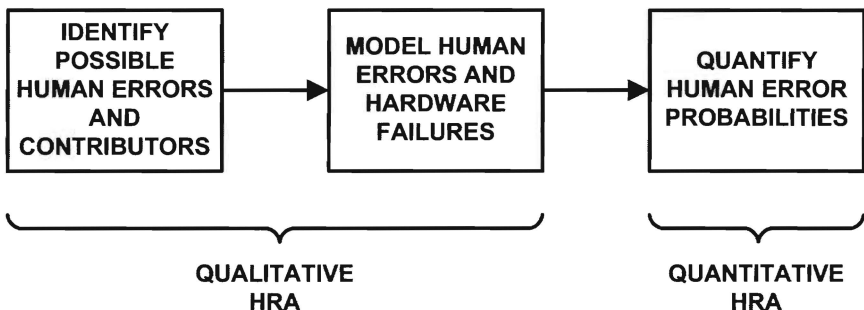 IDENTIFY
POSSIBLE
HUMAN ERRORS
AND
CONTRIBUTORS
MODEL HUMAN
ERRORS AND
HARDWARE
FAILURES
QUANTIFY
HUMAN ERROR
PROBABILITIES
QUALITATIVE
HRA
QUANTITATIVE
HRA